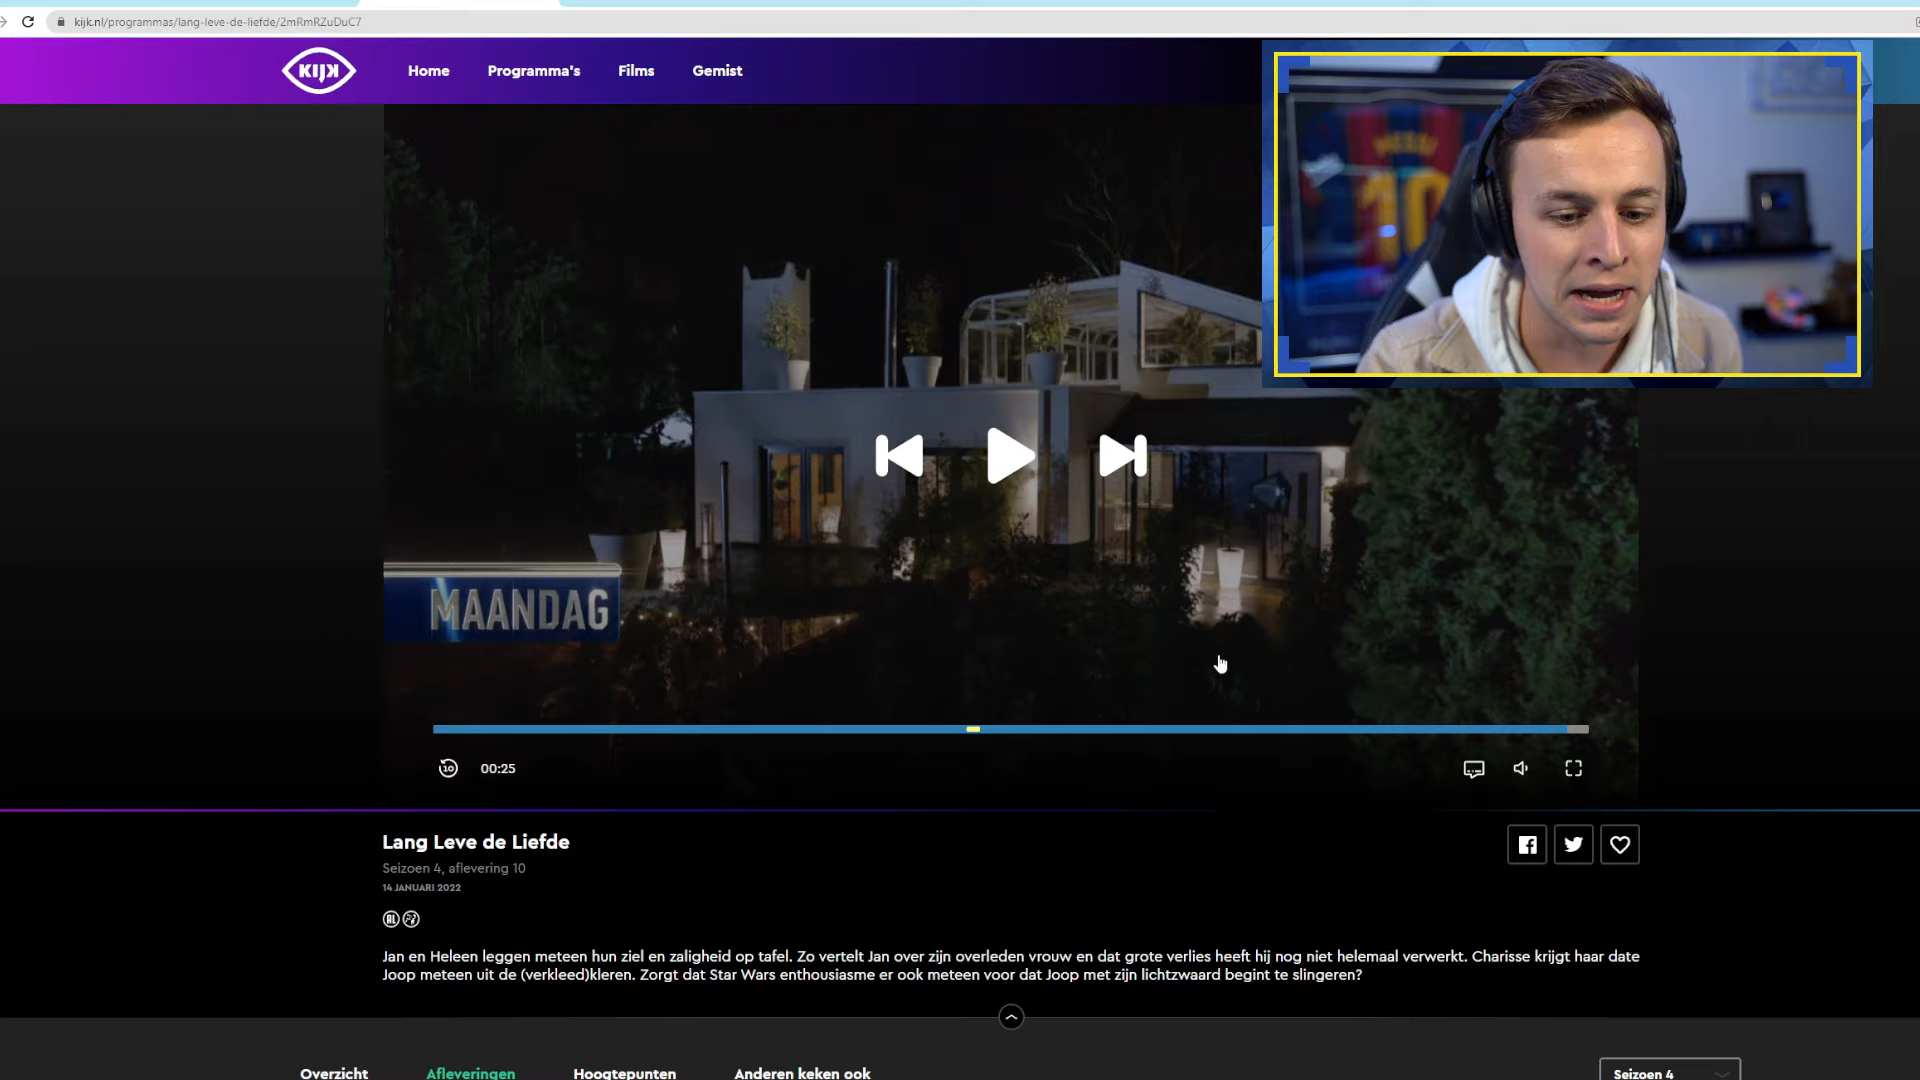 kijk.nl/programmas/lang-leve-de-liefde/2mRmRZuDuC7
KIJK
Home
Programma's
Films
Gemist
MESSI
10
MAANDAG
10
00:25
Lang Leve de Liefde
Seizoen 4, aflevering 10
14 JANUARI 2022
AL
Jan en Heleen leggen meteen hun ziel en zaligheid op tafel. Zo vertelt Jan over zijn overleden vrouw en dat grote verlies heeft hij nog niet helemaal verwerkt. Charisse krijgt haar date
Joop meteen uit de (verkleed)kleren. Zorgt dat Star Wars enthousiasme er ook meteen voor dat Joop met zijn lichtzwaard begint te slingeren?
Overzicht
Afleveringen
Hoogtepunten
Anderen keken ook
Seizoen 4